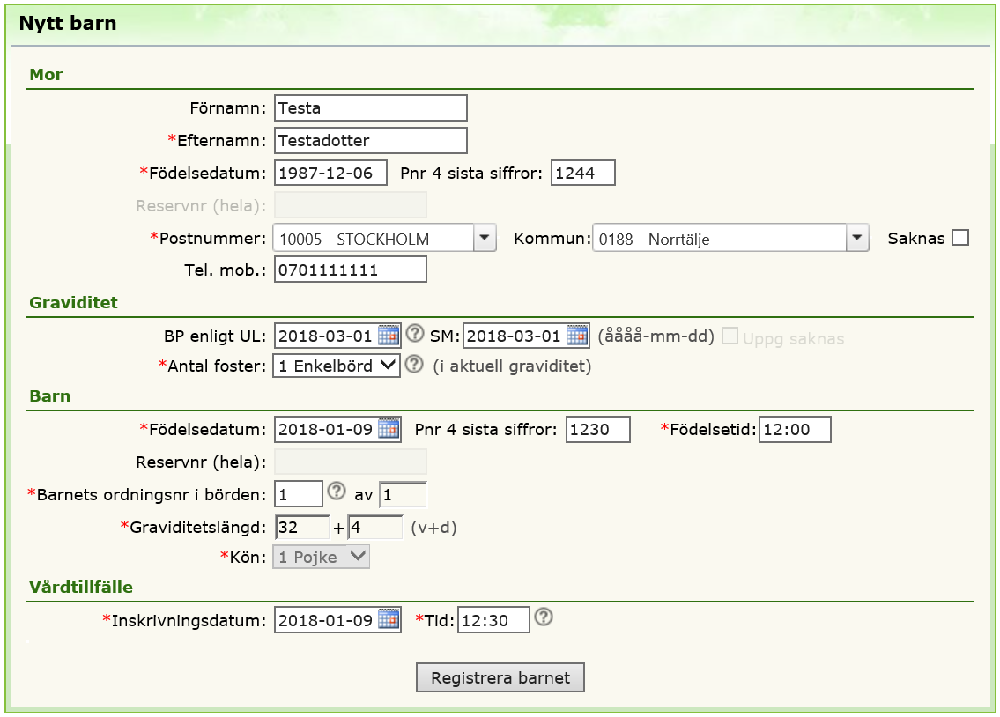 Nytt barn
Mor
Förnamn: Testa
*Efternamn: Testadotter
*Födelsedatum: 1987-12-06 Pnr 4 sista siffror: 1244
Reservnr (hela):
*Postnummer: 10005 - STOCKHOLM Kommun: 0188 - Norrtälje Saknas
Tel. mob.: 0701111111
Graviditet
BP enligt UL: 2018-03-01 ? SM: 2018-03-01 (åååå-mm-dd) Uppg saknas
*Antal foster: 1 Enkelbörd ? (i aktuell graviditet)
Barn
*Födelsedatum: 2018-01-09 Pnr 4 sista siffror: 1230 *Födelsetid: 12:00
Reservnr (hela):
*Barnets ordningsnr i börden: 1 ? av 1
*Graviditetslängd: 32 + 4 (v+d)
*Kön: 1 Pojke
Vårdtillfälle
*Inskrivningsdatum: 2018-01-09 *Tid: 12:30 ?
Registrera barnet